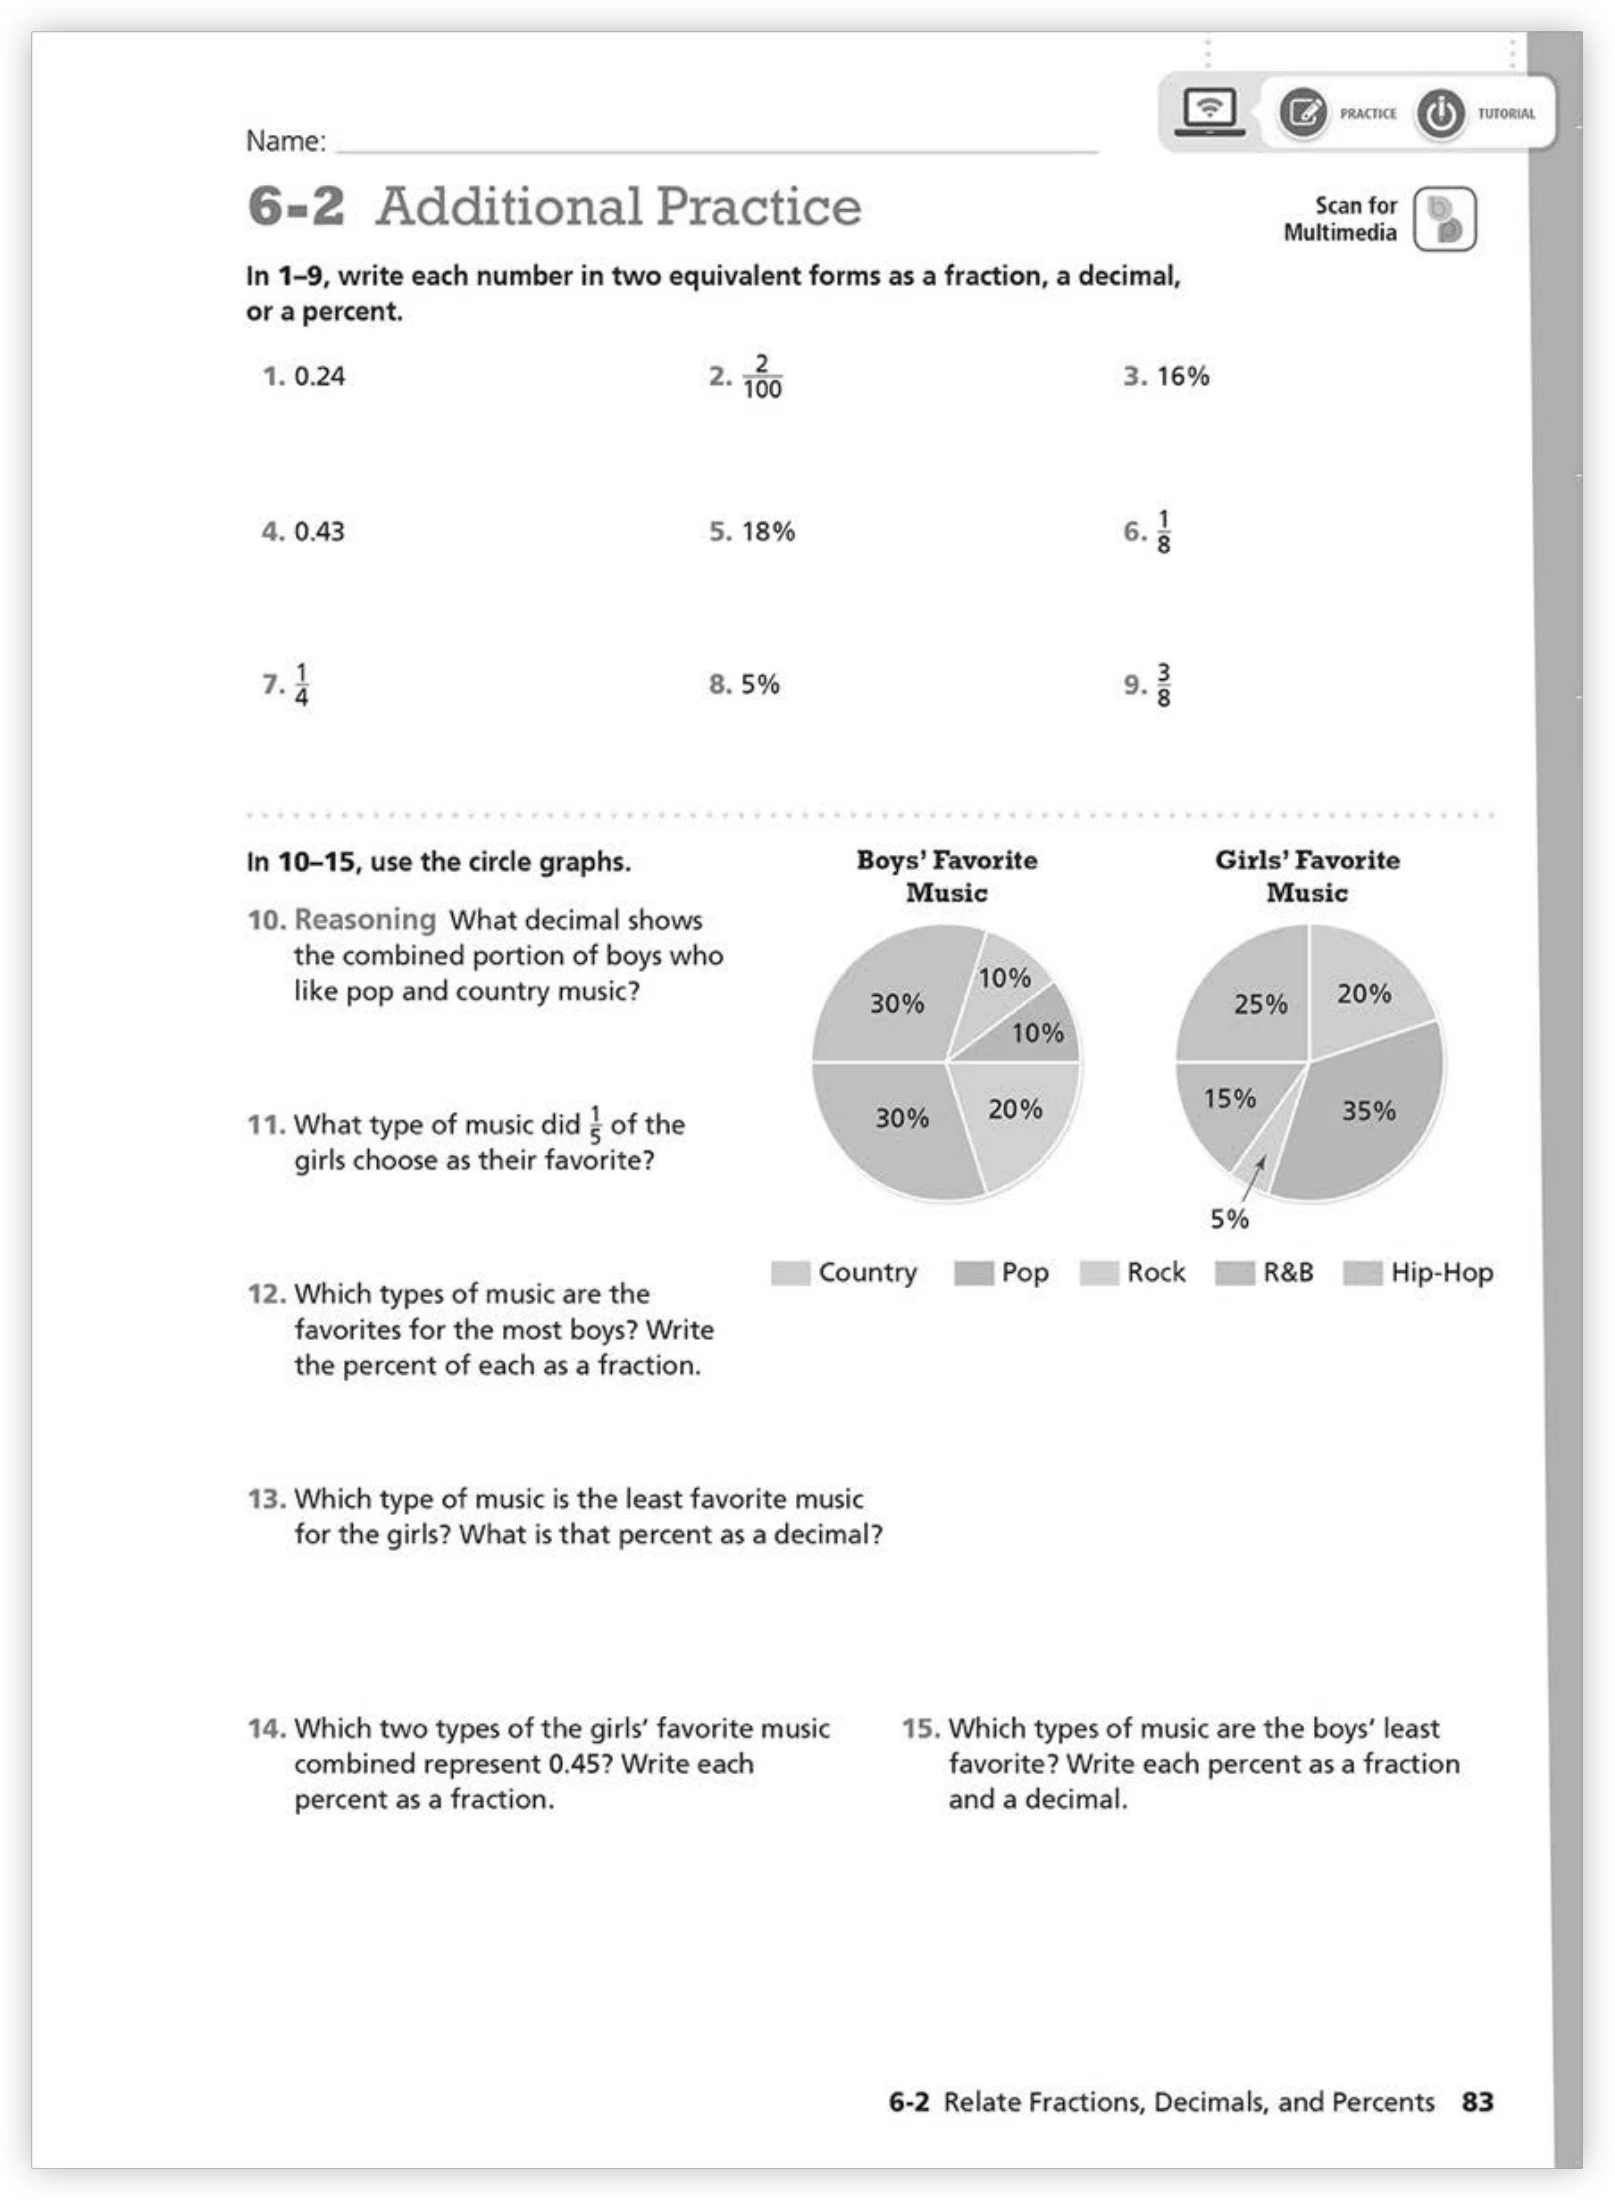 PRACTICE
TUTORIAL
Name:
6-2 Additional Practice
Scan for
Multimedia
In 1–9, write each number in two equivalent forms as a fraction, a decimal,
or a percent.
1. 0.24
2. 2/100
3. 16%
4. 0.43
5. 18%
6. 1/8
7. 1/4
8. 5%
9. 3/8
In 10–15, use the circle graphs.
10. Reasoning What decimal shows
the combined portion of boys who
like pop and country music?
11. What type of music did 1/5 of the
girls choose as their favorite?
12. Which types of music are the
favorites for the most boys? Write
the percent of each as a fraction.
Boys’ Favorite
Music
30%
10%
10%
30%
20%
Girls’ Favorite
Music
25%
20%
15%
35%
5%
Country
Pop
Rock
R&B
Hip-Hop
13. Which type of music is the least favorite music
for the girls? What is that percent as a decimal?
14. Which two types of the girls’ favorite music
combined represent 0.45? Write each
percent as a fraction.
15. Which types of music are the boys’ least
favorite? Write each percent as a fraction
and a decimal.
6-2 Relate Fractions, Decimals, and Percents 83